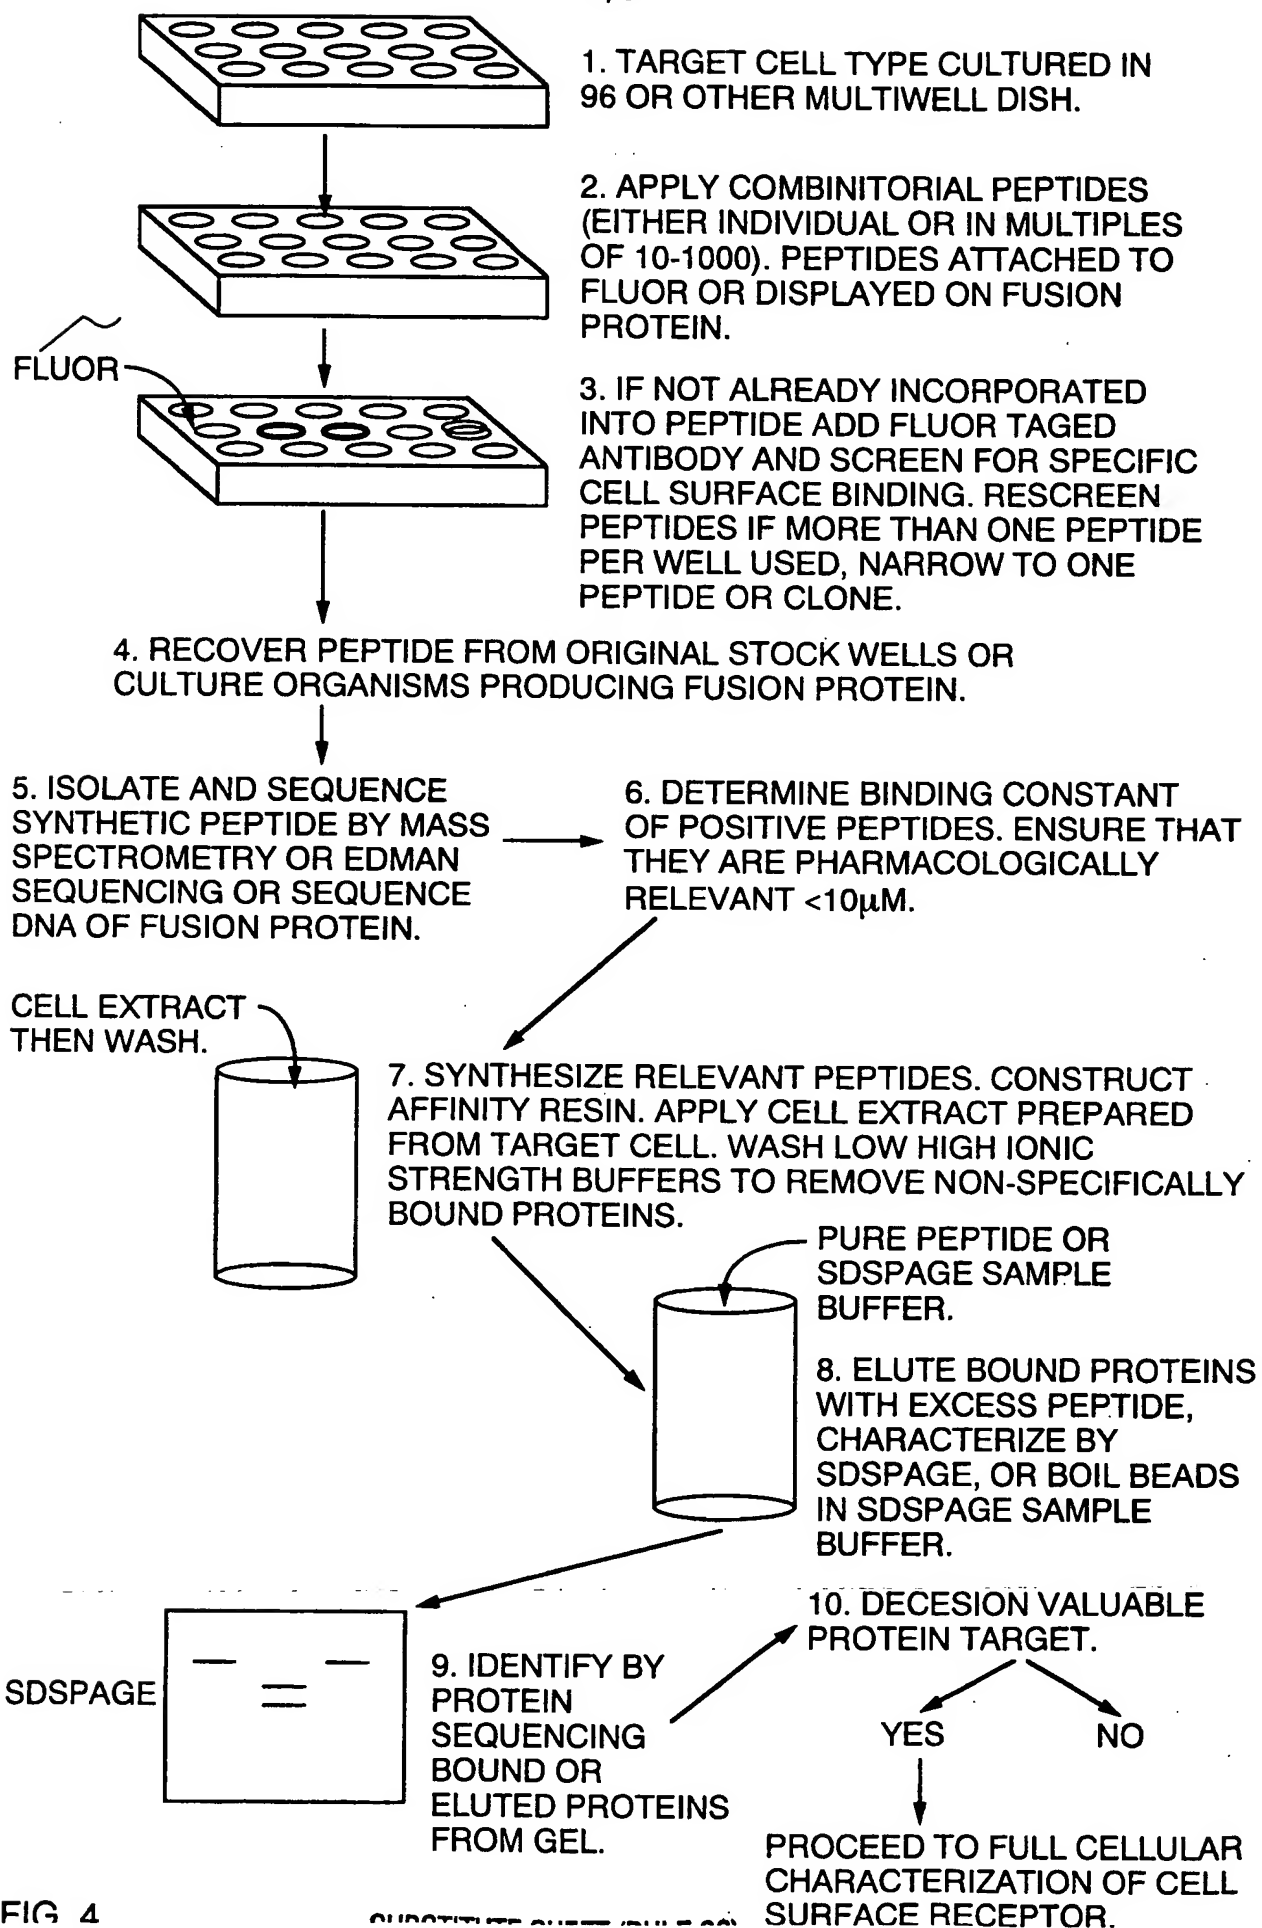 1. TARGET CELL TYPE CULTURED IN
96 OR OTHER MULTIWELL DISH.
2. APPLY COMBINITORIAL PEPTIDES
(EITHER INDIVIDUAL OR IN MULTIPLES
OF 10-1000). PEPTIDES ATTACHED TO
FLUOR OR DISPLAYED ON FUSION
PROTEIN.
FLUOR
3. IF NOT ALREADY INCORPORATED
INTO PEPTIDE ADD FLUOR TAGED
ANTIBODY AND SCREEN FOR SPECIFIC
CELL SURFACE BINDING. RESCREEN
PEPTIDES IF MORE THAN ONE PEPTIDE
PER WELL USED, NARROW TO ONE
PEPTIDE OR CLONE.
4. RECOVER PEPTIDE FROM ORIGINAL STOCK WELLS OR
CULTURE ORGANISMS PRODUCING FUSION PROTEIN.
5. ISOLATE AND SEQUENCE
SYNTHETIC PEPTIDE BY MASS
SPECTROMETRY OR EDMAN
SEQUENCING OR SEQUENCE
DNA OF FUSION PROTEIN.
6. DETERMINE BINDING CONSTANT
OF POSITIVE PEPTIDES. ENSURE THAT
THEY ARE PHARMACOLOGICALLY
RELEVANT <10μM.
CELL EXTRACT
THEN WASH.
7. SYNTHESIZE RELEVANT PEPTIDES. CONSTRUCT
AFFINITY RESIN. APPLY CELL EXTRACT PREPARED
FROM TARGET CELL. WASH LOW HIGH IONIC
STRENGTH BUFFERS TO REMOVE NON-SPECIFICALLY
BOUND PROTEINS.
PURE PEPTIDE OR
SDSPAGE SAMPLE
BUFFER.
8. ELUTE BOUND PROTEINS
WITH EXCESS PEPTIDE,
CHARACTERIZE BY
SDSPAGE, OR BOIL BEADS
IN SDSPAGE SAMPLE
BUFFER.
SDSPAGE
9. IDENTIFY BY
PROTEIN
SEQUENCING
BOUND OR
ELUTED PROTEINS
FROM GEL.
10. DECESION VALUABLE
PROTEIN TARGET.
YES
NO
PROCEED TO FULL CELLULAR
CHARACTERIZATION OF CELL
SURFACE RECEPTOR.
FIG. 4